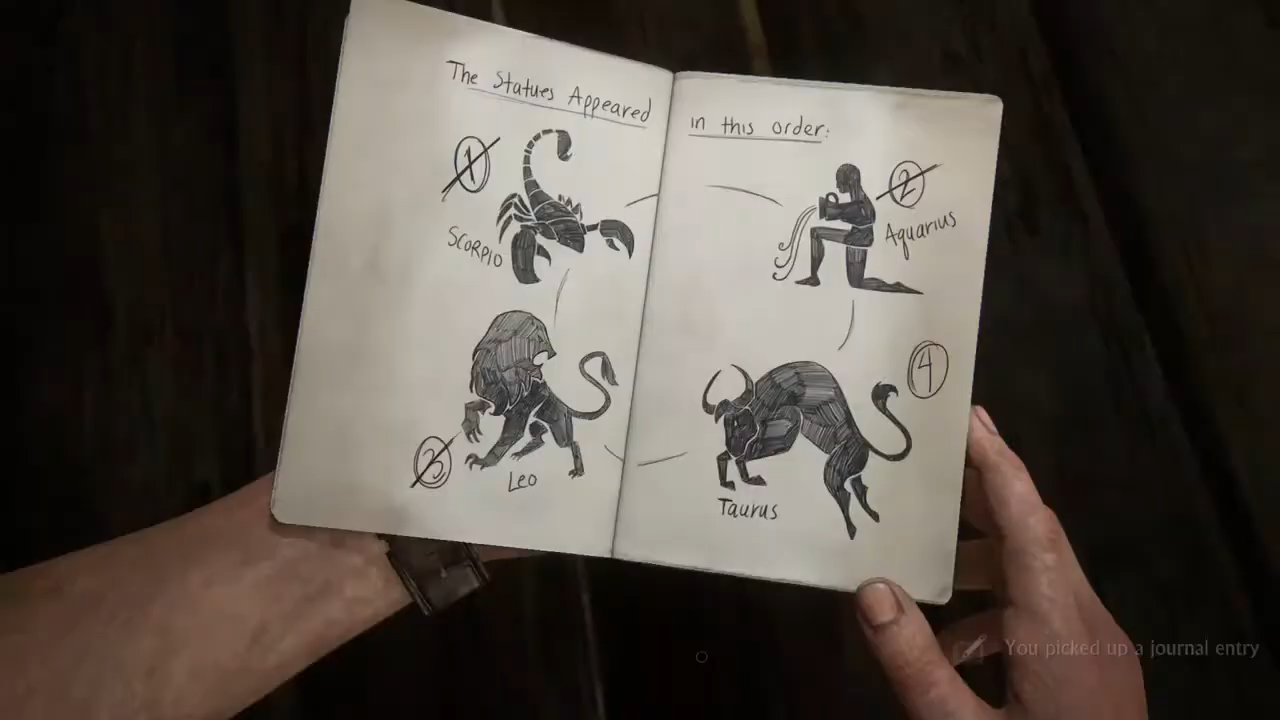 The Statues Appeared
in this order:
1
Scorpio
2
Aquarius
3
Leo
4
Taurus
You picked up a journal entry